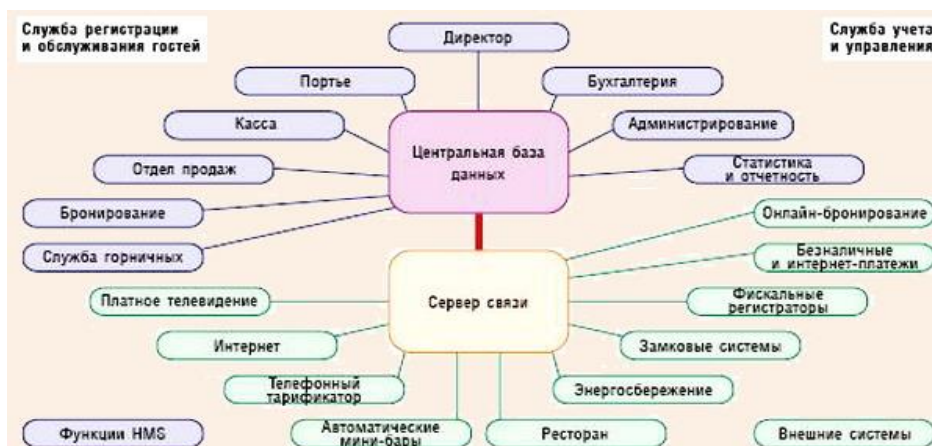 Служба регистрации
и обслуживания гостей
Директор
Служба учета
и управления
Портье
Бухгалтерия
Касса
Администрирование
Центральная база
данных
Отдел продаж
Статистика
и отчетность
Бронирование
Онлайн-бронирование
Служба горничных
Безналичные
и интернет-платежи
Платное телевидение
Сервер связи
Фискальные
регистраторы
Интернет
Замковые системы
Телефонный
тарификатор
Энергосбережение
Функции HMS
Автоматические
мини-бары
Ресторан
Внешние системы